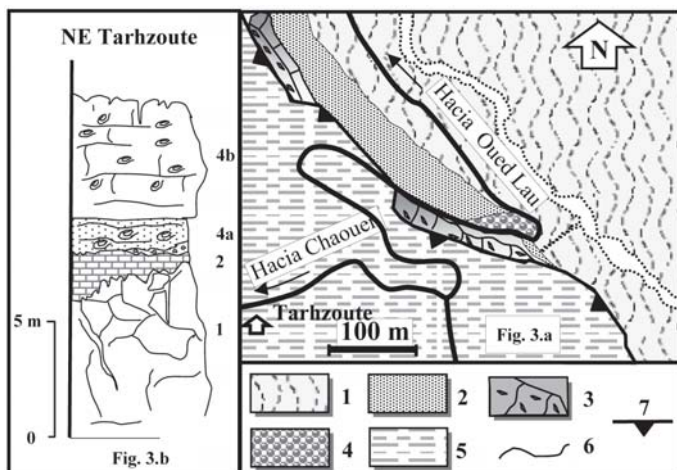 NE Tarhzoute
4b
4a
2
1
5 m
0
Fig. 3.b
N
Hacia Oued Lau
Hacia Chaouen
Tarhzoute
100 m
Fig. 3.a
1
2
3
7
4
5
6